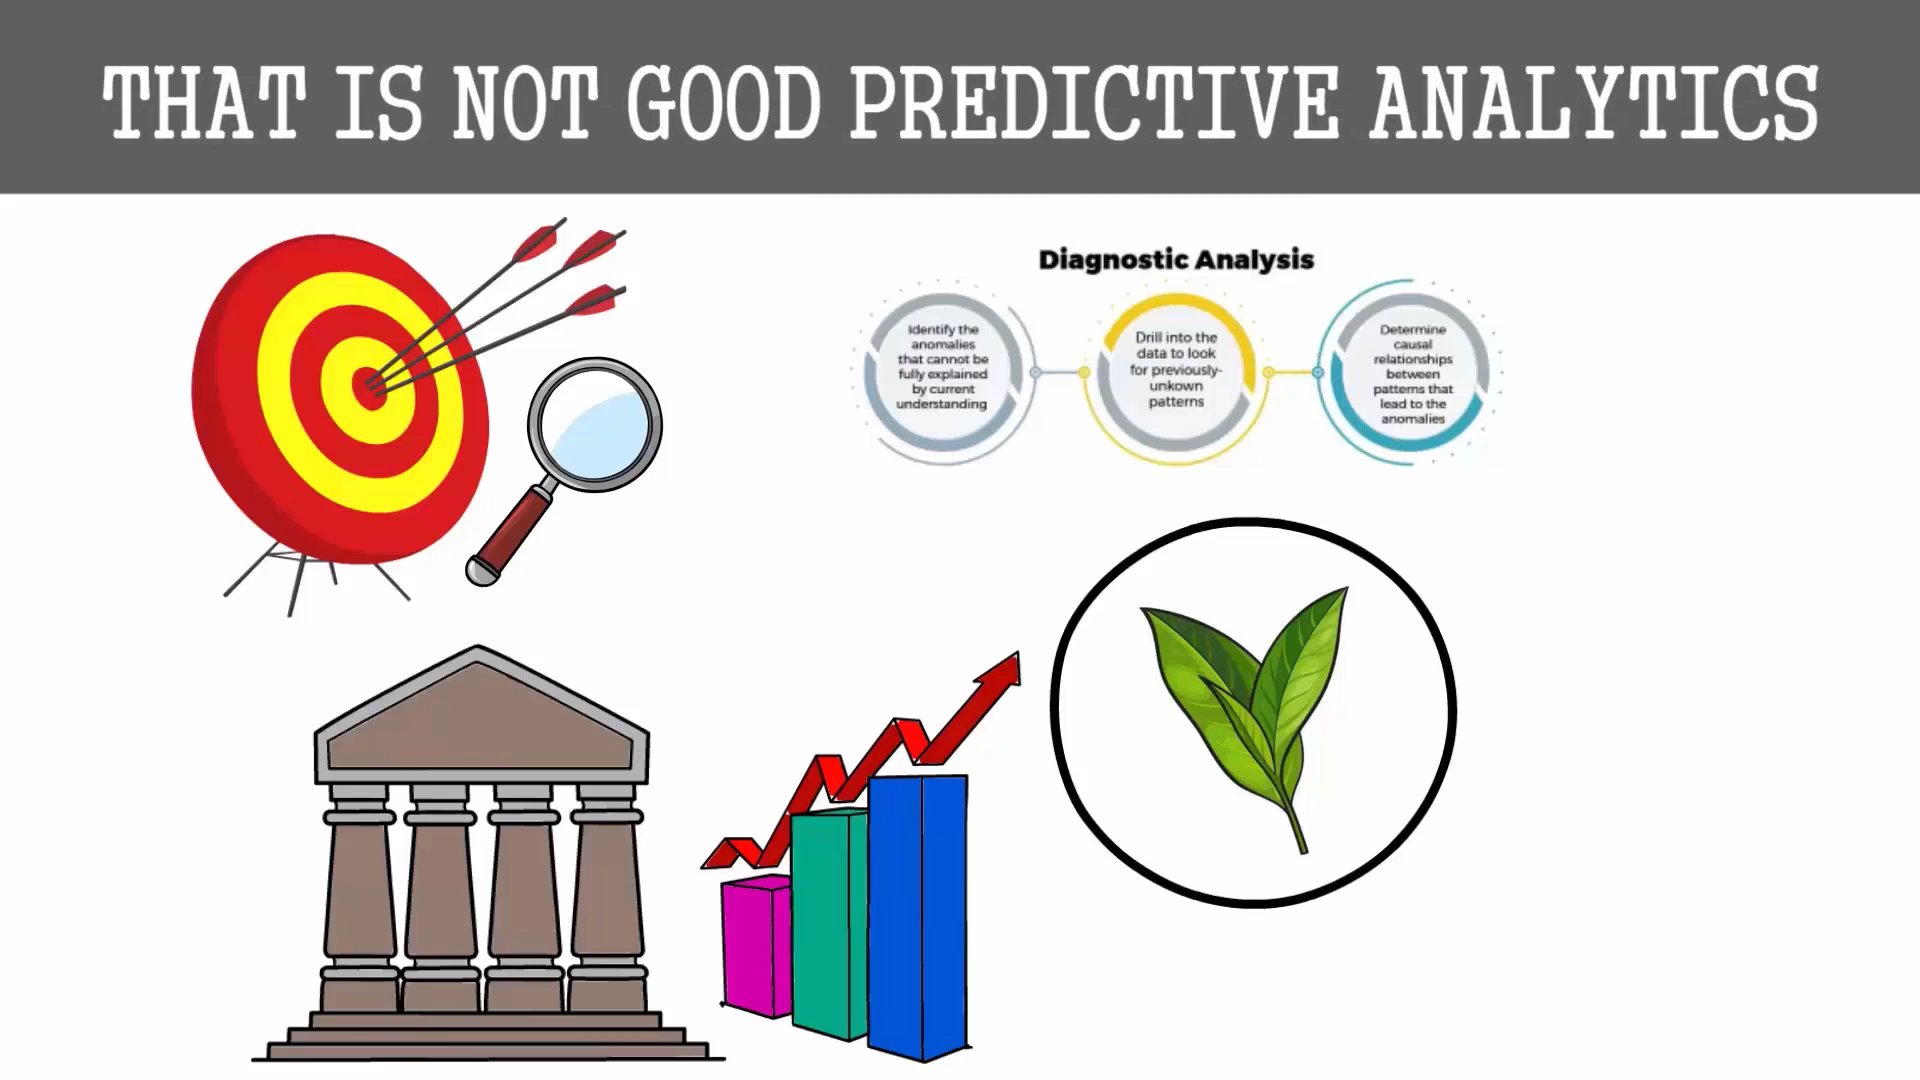 THAT IS NOT GOOD PREDICTIVE ANALYTICS
Diagnostic Analysis
Identify the
anomalies
that cannot be
fully explained
by current
understanding
Drill into the
data to look
for previously-
unkown
patterns
Determine
causal
relationships
between
patterns that
lead to the
anomalies